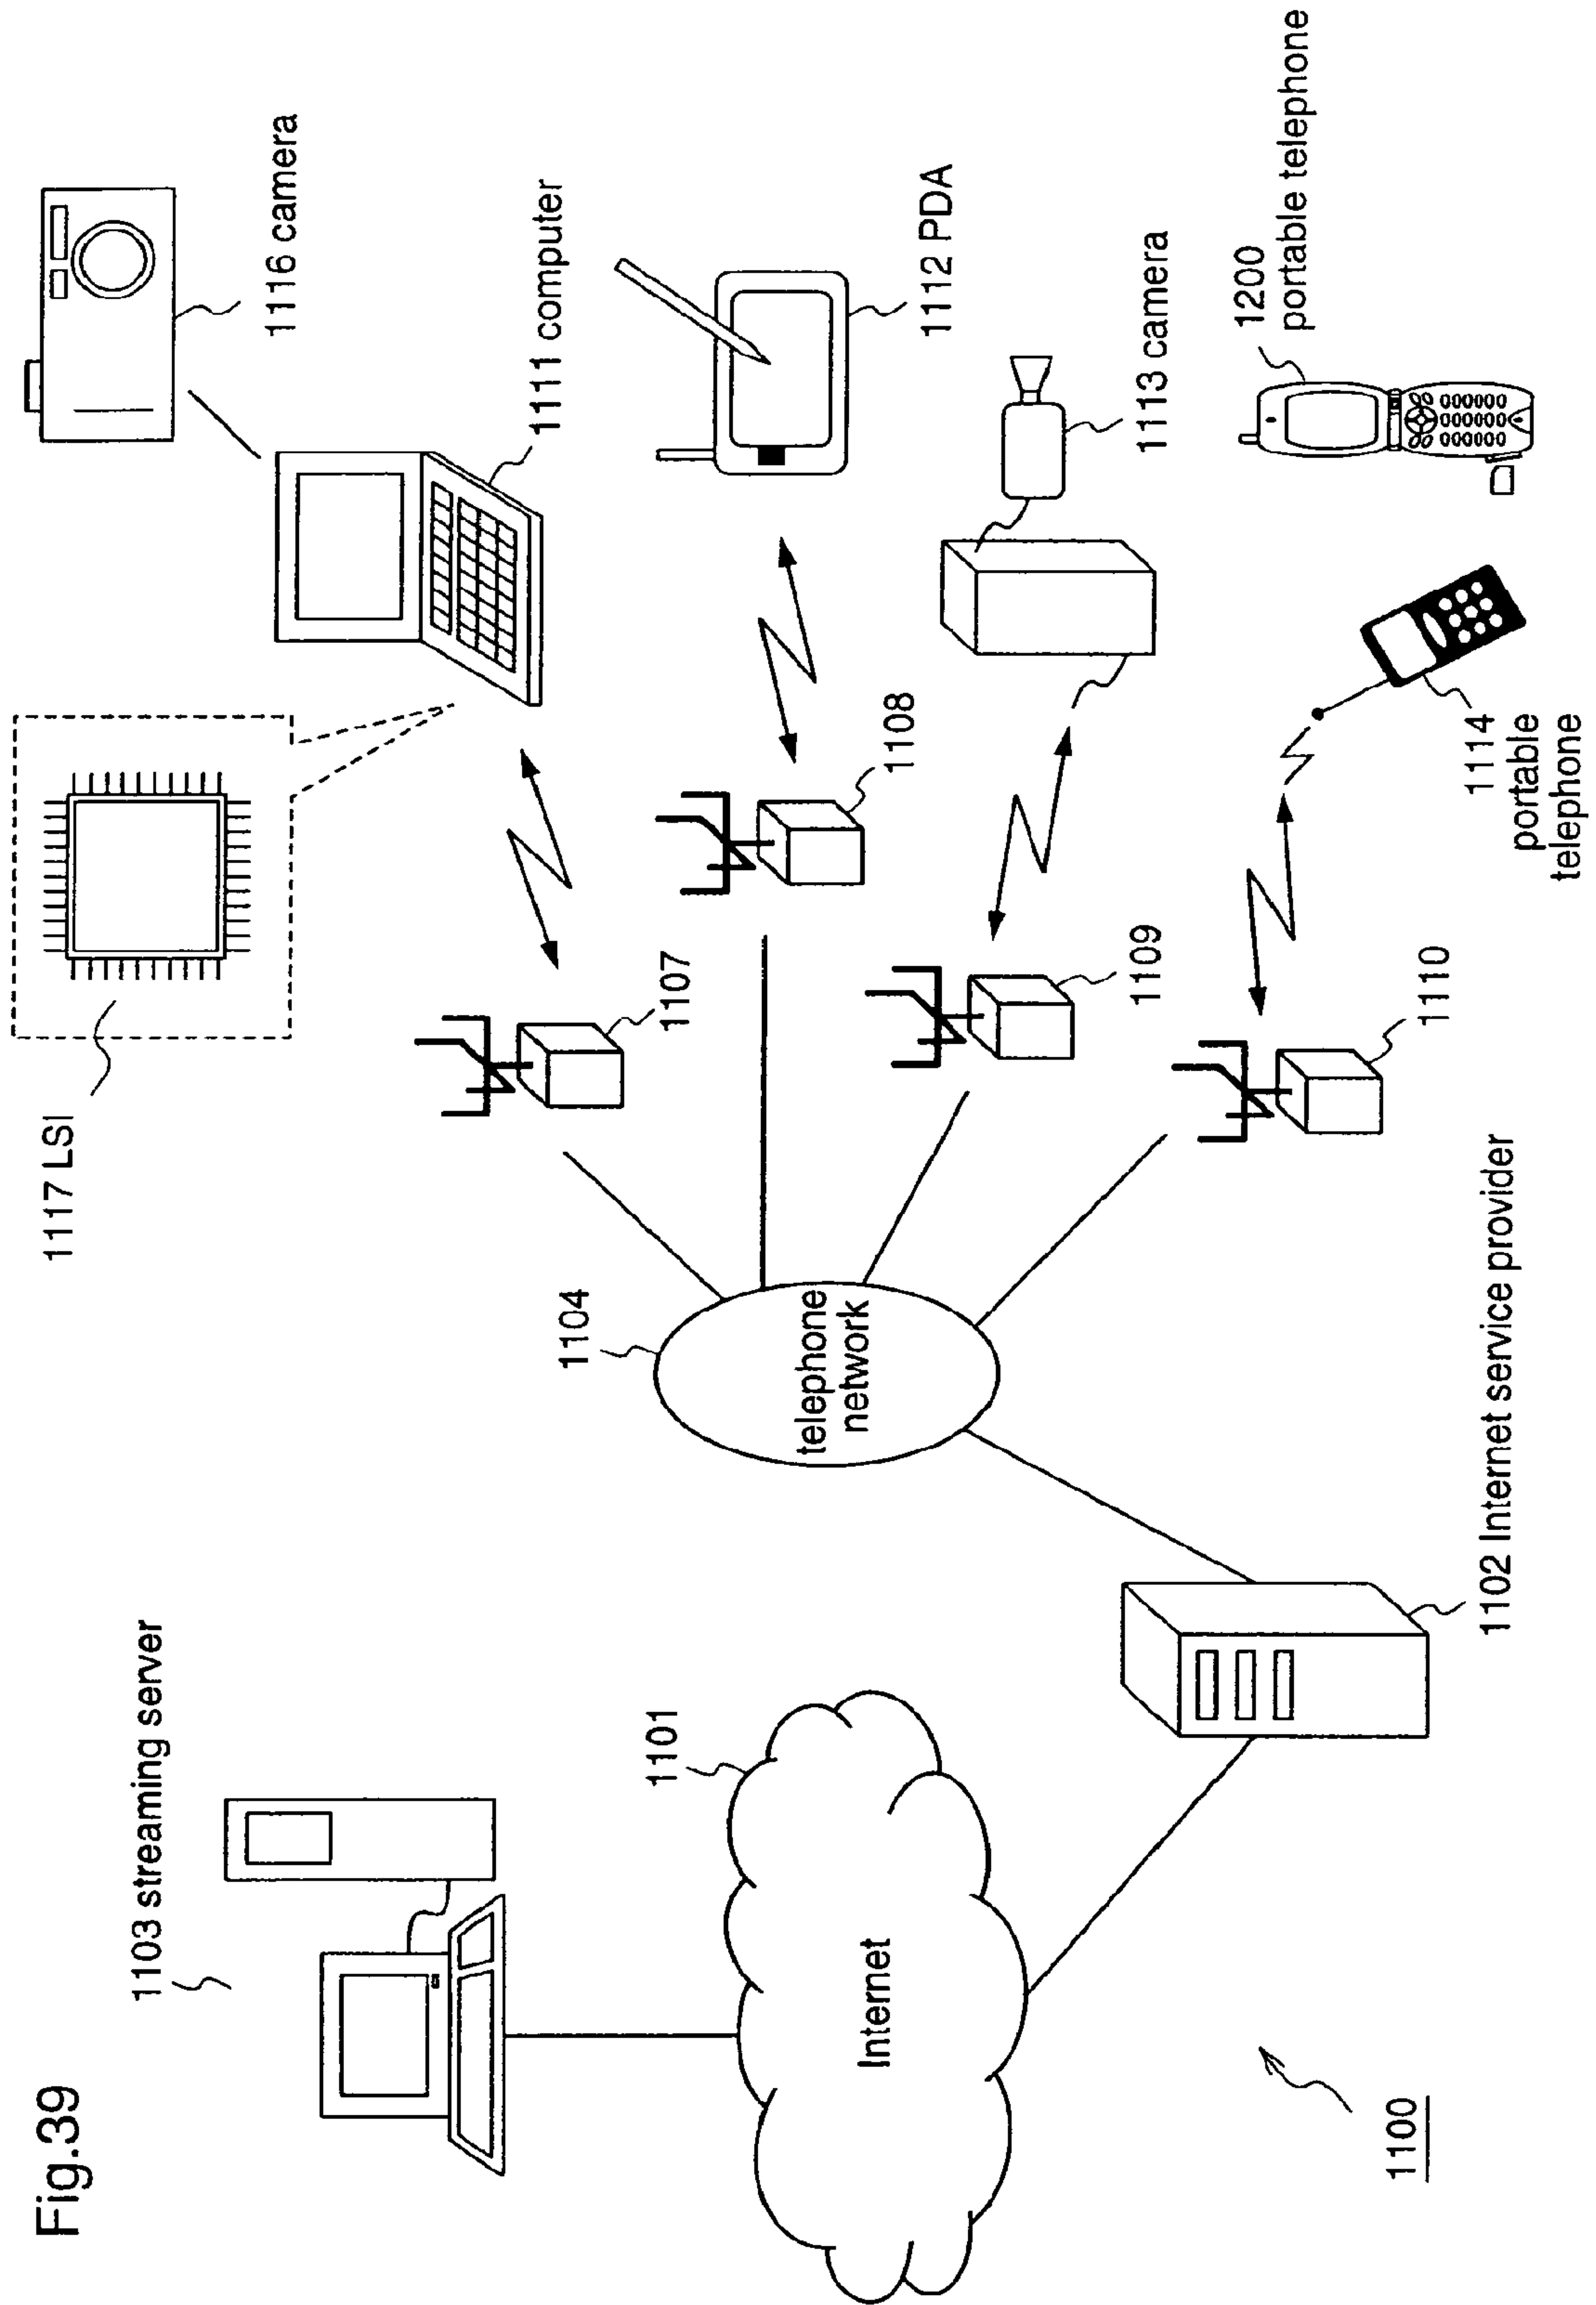 Fig.39
1103 streaming server
1117 LSI
1116 camera
1111 computer
1107
1104
1101
1108
1112 PDA
telephone
network
Internet
1109
1113 camera
1200
portable telephone
1110
1114
portable
telephone
1102 Internet service provider
1100